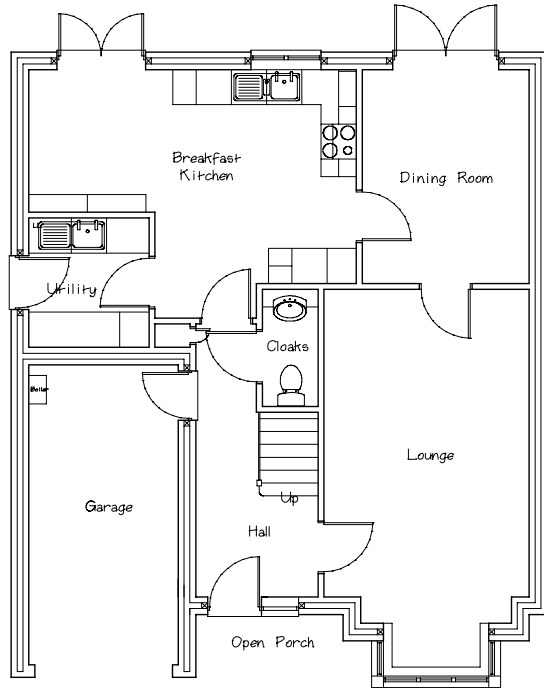 Breakfast
Kitchen
Dining Room
Utility
Cloaks
Boiler
Lounge
Garage
Up
Hall
Open Porch